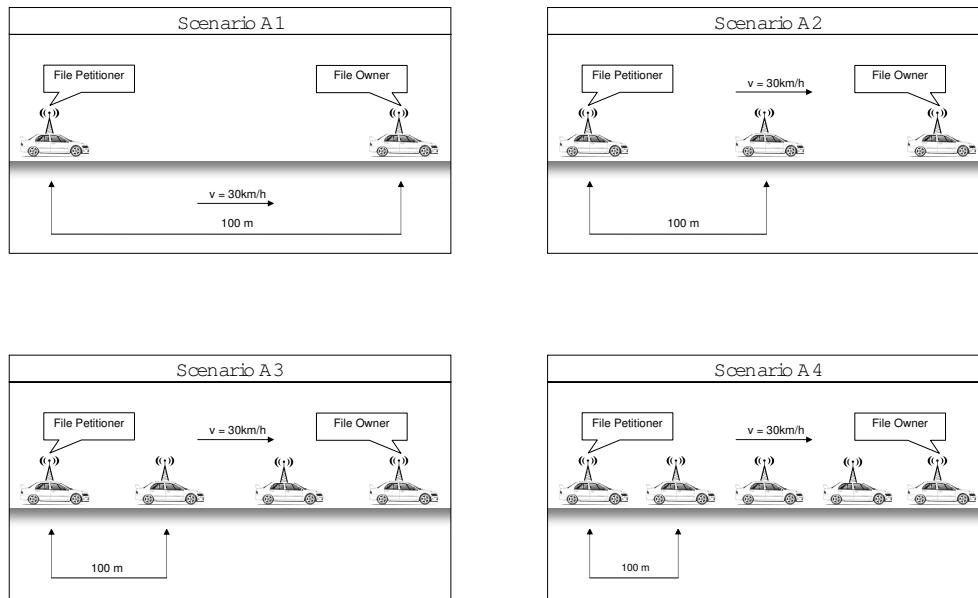 Scenario A1
File Petitioner
File Owner
v = 30km/h
100 m
Scenario A2
File Petitioner
v = 30km/h
File Owner
100 m
Scenario A3
File Petitioner
v = 30km/h
File Owner
100 m
Scenario A4
File Petitioner
v = 30km/h
File Owner
100 m